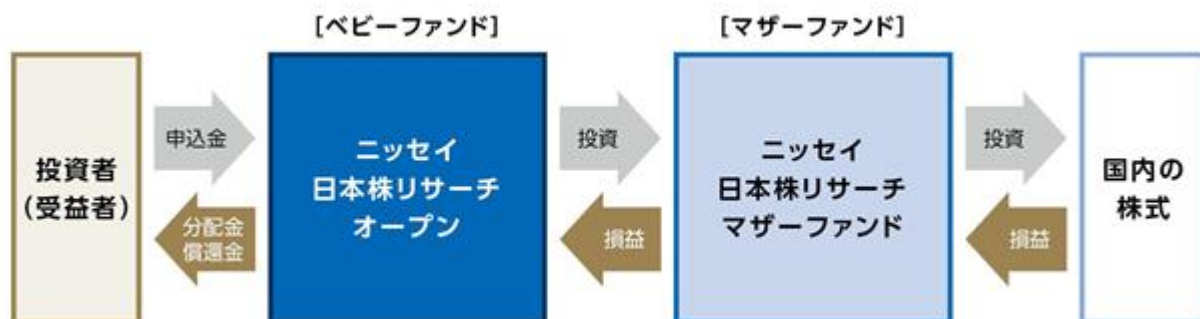 [ベビーファンド]
[マザーファンド]
投資者
(受益者)
申込金
分配金
償還金
ニッセイ
日本株リサーチ
オープン
投資
損益
ニッセイ
日本株リサーチ
マザーファンド
投資
損益
国内の
株式